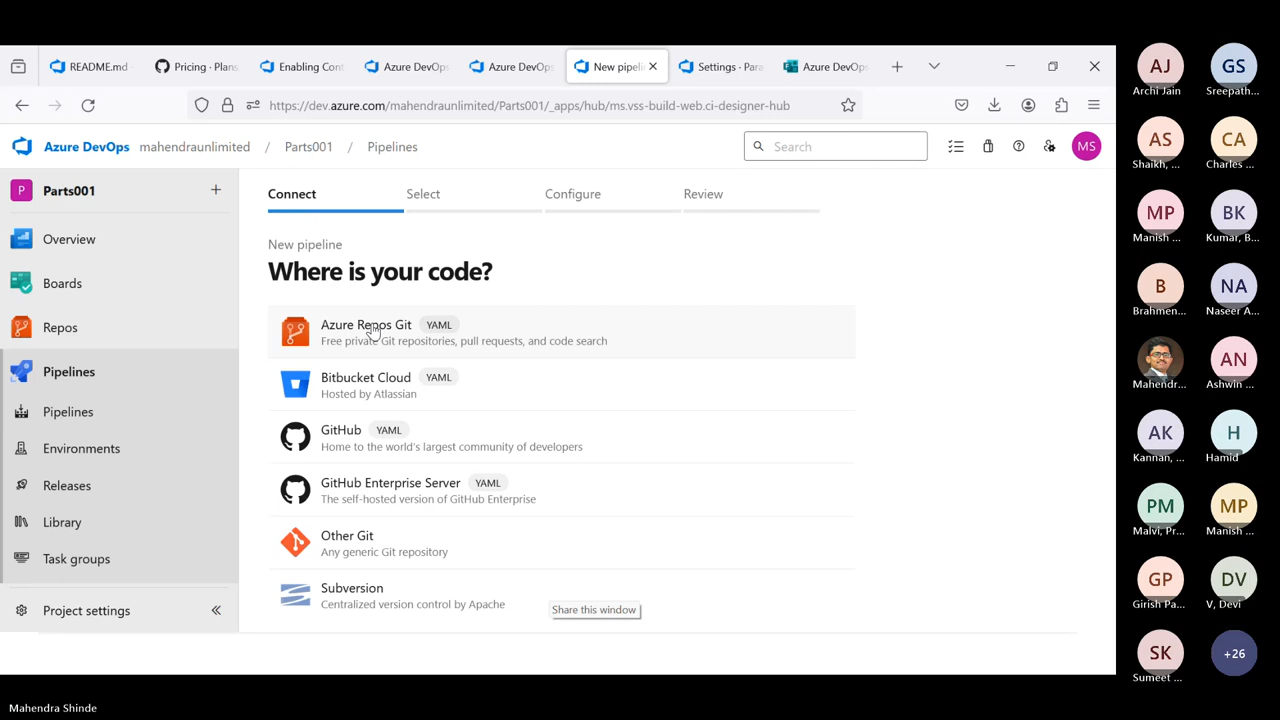 README.md
Pricing · Plans
Enabling Cont
Azure DevOps
Azure DevOps
New pipeli
Settings · Para
Azure DevOps
https://dev.azure.com/mahendraunlimited/Parts001/_apps/hub/ms.vss-build-web.ci-designer-hub
Azure DevOps mahendraunlimited / Parts001 / Pipelines
Search
MS
P Parts001
Overview
Boards
Repos
Pipelines
Pipelines
Environments
Releases
Library
Task groups
Project settings
Connect Select Configure Review
New pipeline
Where is your code?
Azure Repos Git YAML
Free private Git repositories, pull requests, and code search
Bitbucket Cloud YAML
Hosted by Atlassian
GitHub YAML
Home to the world's largest community of developers
GitHub Enterprise Server YAML
The self-hosted version of GitHub Enterprise
Other Git
Any generic Git repository
Subversion
Centralized version control by Apache
Share this window
AJ GS
Archi Jain Sreepath...
AS CA
Shaikh, ... Charles ...
MP BK
Manish ... Kumar, B...
B NA
Brahmen... Naseer A...
AN
Mahendr... Ashwin ...
AK H
Kannan, ... Hamid
PM MP
Malvi, Pr... Manish ...
GP DV
Girish Pa... V, Devi
SK +26
Sumeet ...
Mahendra Shinde